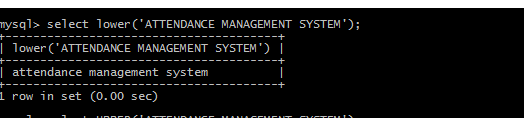 mysql> select lower('ATTENDANCE MANAGEMENT SYSTEM');
+-------------------------------------+
| lower('ATTENDANCE MANAGEMENT SYSTEM') |
+-------------------------------------+
| attendance management system |
+-------------------------------------+
1 row in set (0.00 sec)